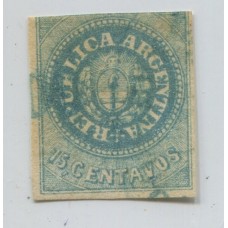 REPUBLICA ARGENTINA
15 CENTAVOS